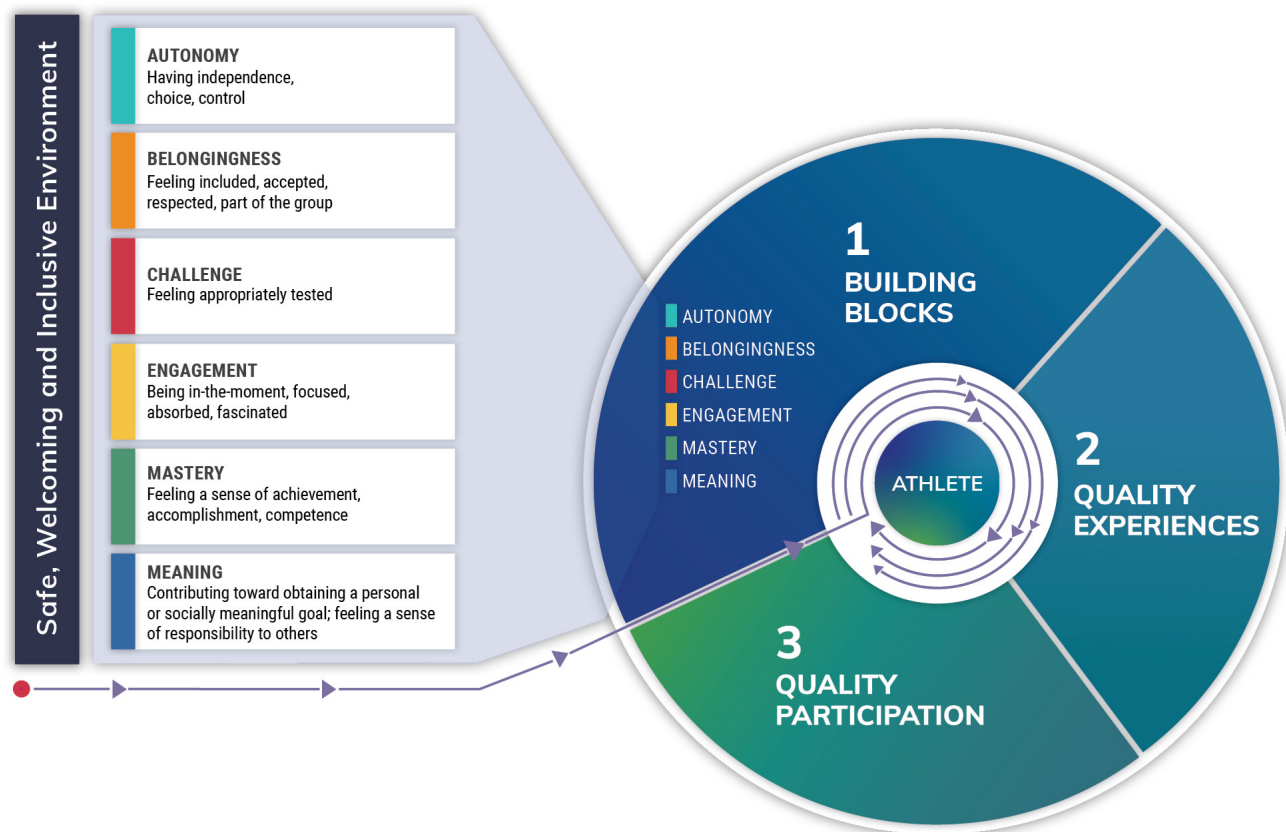 Safe, Welcoming and Inclusive Environment
AUTONOMY
Having independence,
choice, control
BELONGINGNESS
Feeling included, accepted,
respected, part of the group
CHALLENGE
Feeling appropriately tested
ENGAGEMENT
Being in-the-moment, focused,
absorbed, fascinated
MASTERY
Feeling a sense of achievement,
accomplishment, competence
MEANING
Contributing toward obtaining a personal
or socially meaningful goal; feeling a sense
of responsibility to others
1
BUILDING
BLOCKS
AUTONOMY
BELONGINGNESS
CHALLENGE
ENGAGEMENT
MASTERY
MEANING
ATHLETE
2
QUALITY
EXPERIENCES
3
QUALITY
PARTICIPATION